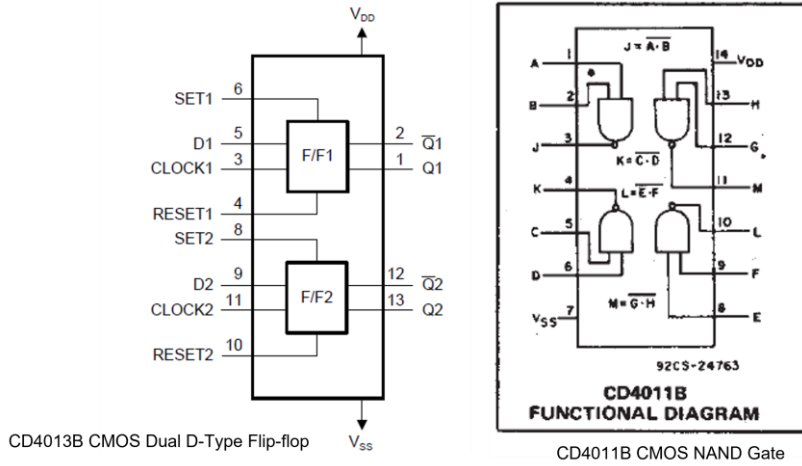 VDD
6
SET1
5
D1
2
Q̅1
F/F1
3
CLOCK1
1
Q1
4
RESET1
8
SET2
9
D2
12
Q̅2
F/F2
11
CLOCK2
13
Q2
10
RESET2
VSS
CD4013B CMOS Dual D-Type Flip-flop
J = A̅·̅B̅
A 1
14 VDD
B 2
13 H
J 3
12 G
K = C̅·̅D̅
K 4
11 M
L = E̅·̅F̅
C 5
10 L
D 6
9 F
M = G̅·̅H̅
VSS 7
8 E
92CS-24763
CD4011B
FUNCTIONAL DIAGRAM
CD4011B CMOS NAND Gate